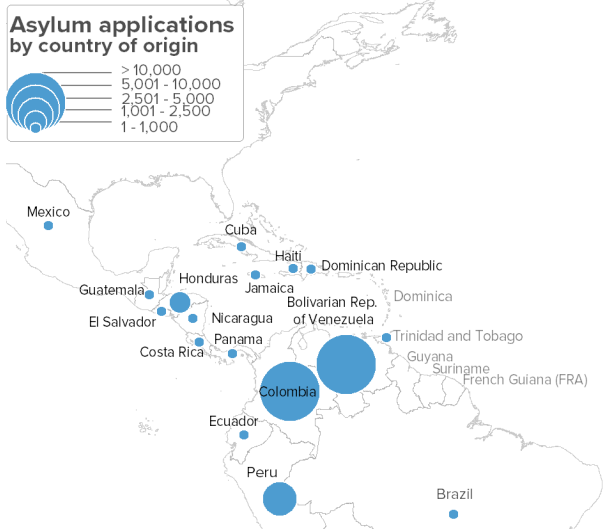 Asylum applications
by country of origin
> 10,000
5,001 - 10,000
2,501 - 5,000
1,001 - 2,500
1 - 1,000
Mexico
Cuba
Haiti
Dominican Republic
Guatemala
Honduras
Jamaica
Bolivarian Rep.
of Venezuela
Dominica
El Salvador
Nicaragua
Costa Rica
Panama
Trinidad and Tobago
Guyana
Suriname
French Guiana (FRA)
Colombia
Ecuador
Peru
Brazil